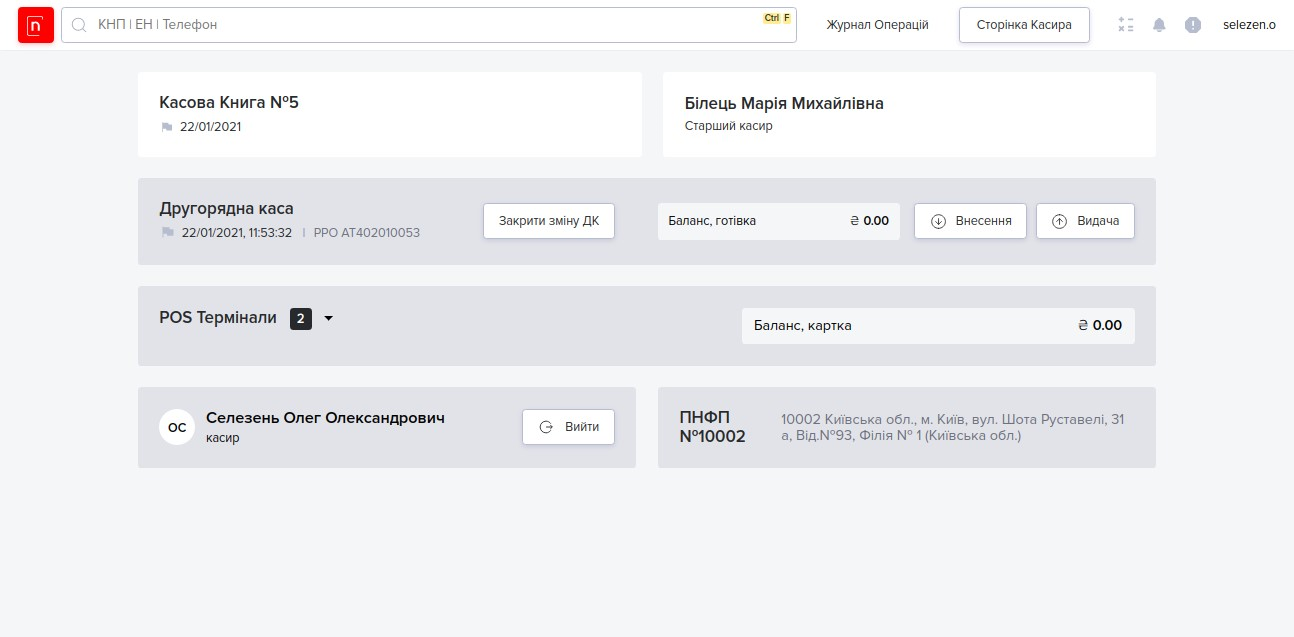 n
КНП | ЕН | Телефон
Ctrl F
Журнал Операцій
Сторінка Касира
selezen.o
Касова Книга №5
22/01/2021
Білець Марія Михайлівна
Старший касир
Другорядна каса
22/01/2021, 11:53:32 | РРО АТ402010053
Закрити зміну ДК
Баланс, готівка ₴ 0.00
Внесення
Видача
POS Термінали 2
Баланс, картка ₴ 0.00
ОС
Селезень Олег Олександрович
касир
Вийти
ПНФП
№10002
10002 Київська обл., м. Київ, вул. Шота Руставелі, 31
а, Від.№93, Філія № 1 (Київська обл.)